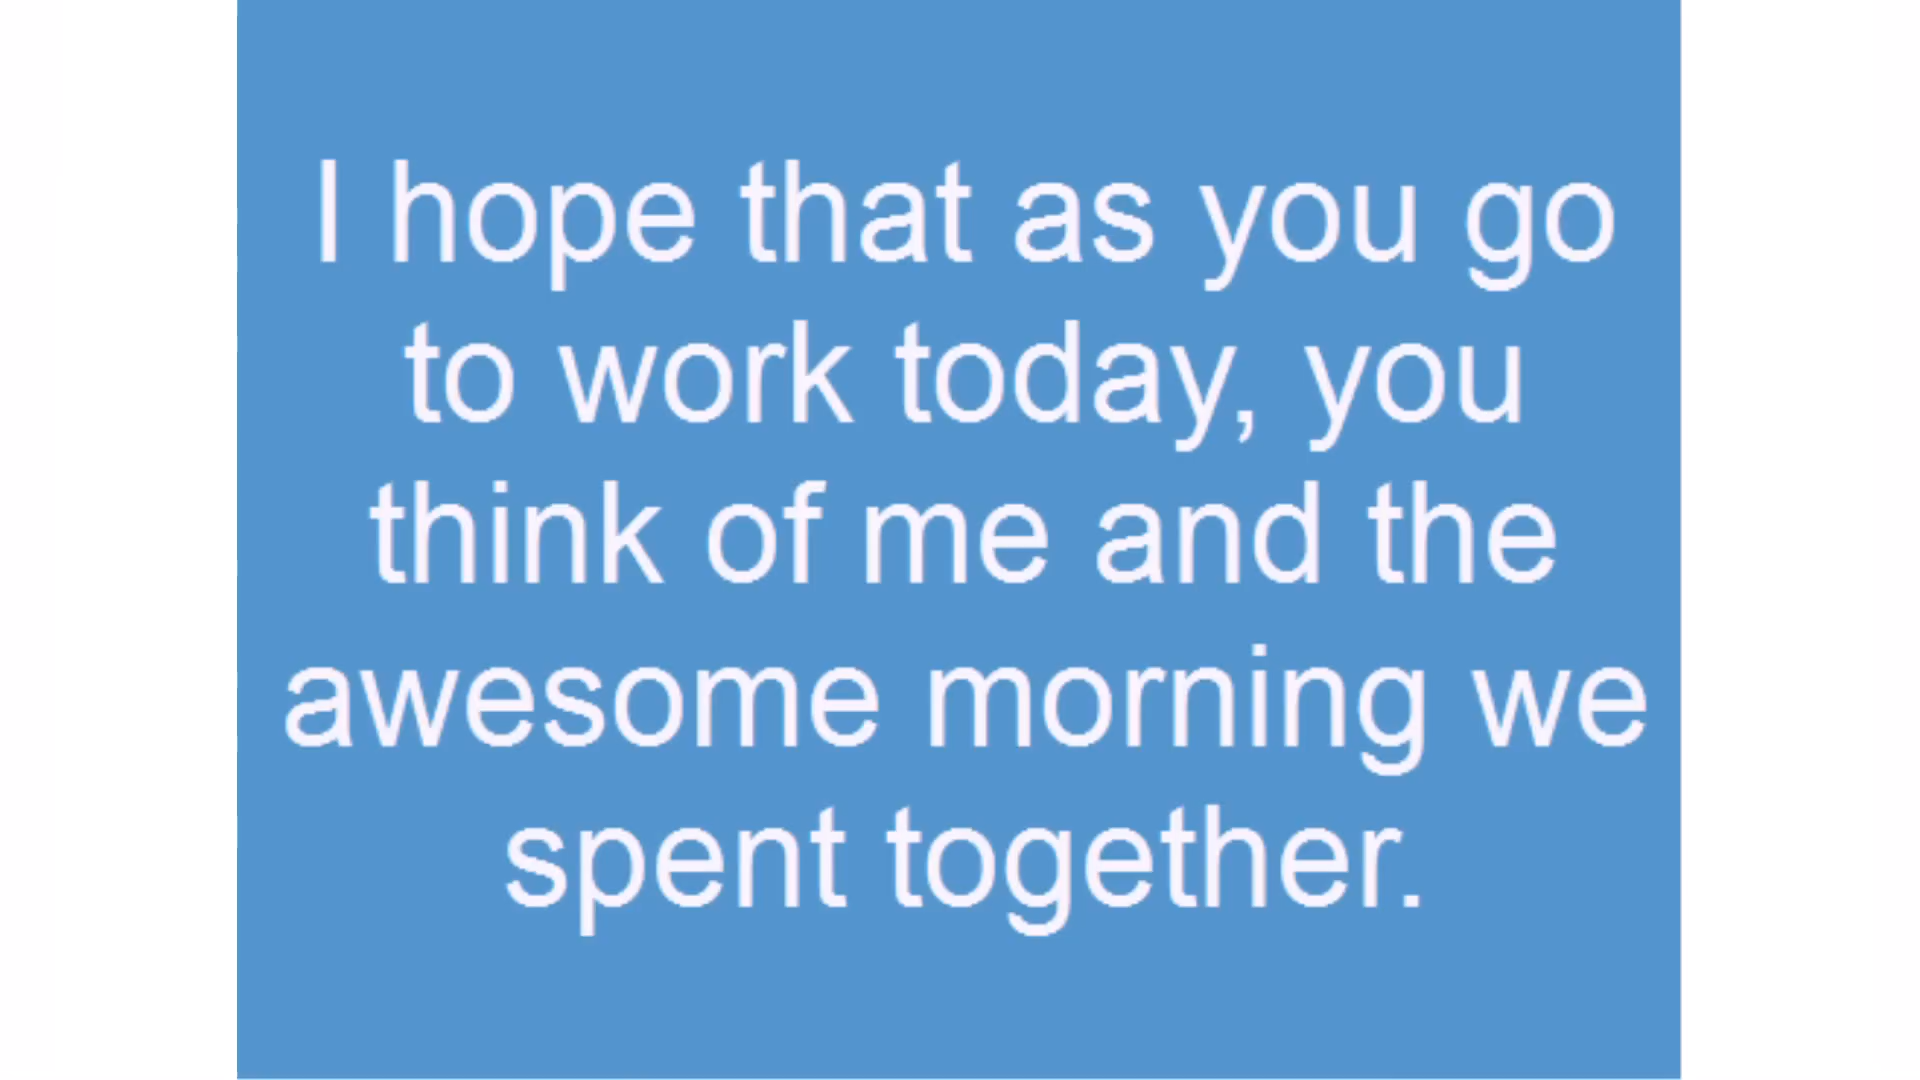 I hope that as you go
to work today, you
think of me and the
awesome morning we
spent together.